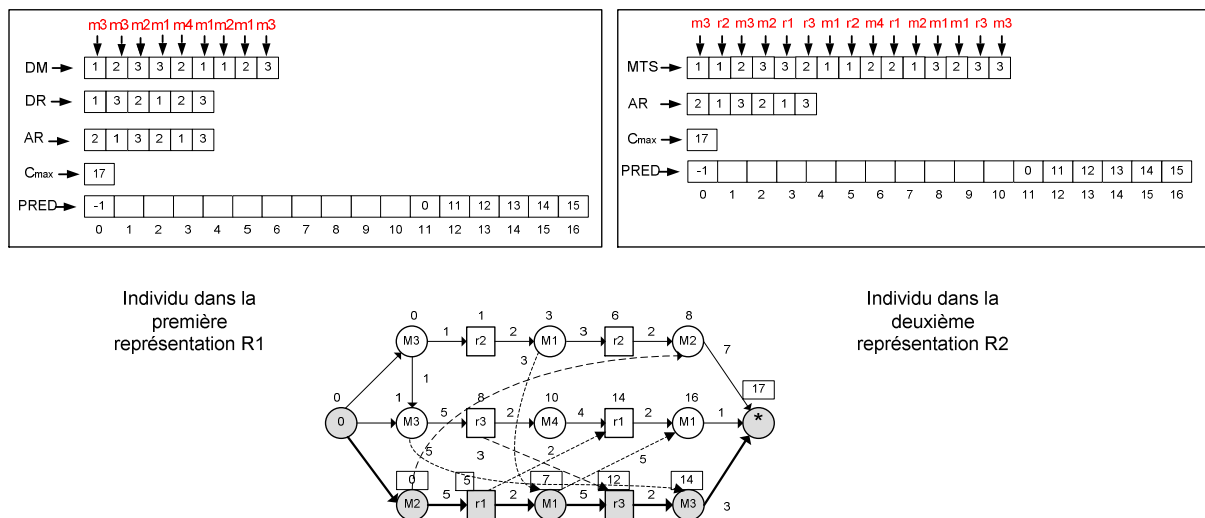 m3 m3 m2 m1 m4 m1 m2 m1 m3
DM 1 2 3 3 2 1 1 2 3
DR 1 3 2 1 2 3
AR 2 1 3 2 1 3
Cmax 17
PRED -1 0 11 12 13 14 15
0 1 2 3 4 5 6 7 8 9 10 11 12 13 14 15 16
m3 r2 m3 m2 r1 r3 m1 r2 m4 r1 m2 m1 m1 r3 m3
MTS 1 1 2 3 3 2 1 1 2 2 1 3 2 3 3
AR 2 1 3 2 1 3
Cmax 17
PRED -1 0 11 12 13 14 15
0 1 2 3 4 5 6 7 8 9 10 11 12 13 14 15 16
Individu dans la
première
représentation R1
Individu dans la
deuxième
représentation R2
0 1 3 6 8
M3 1 r2 2 M1 3 r2 2 M2
7
3
1
17
0 1 8 10 14 16
0 M3 5 r3 2 M4 4 r1 2 M1 1 *
5 3 2 5
0 5 7 12 14
M2 5 r1 2 M1 5 r3 2 M3 3